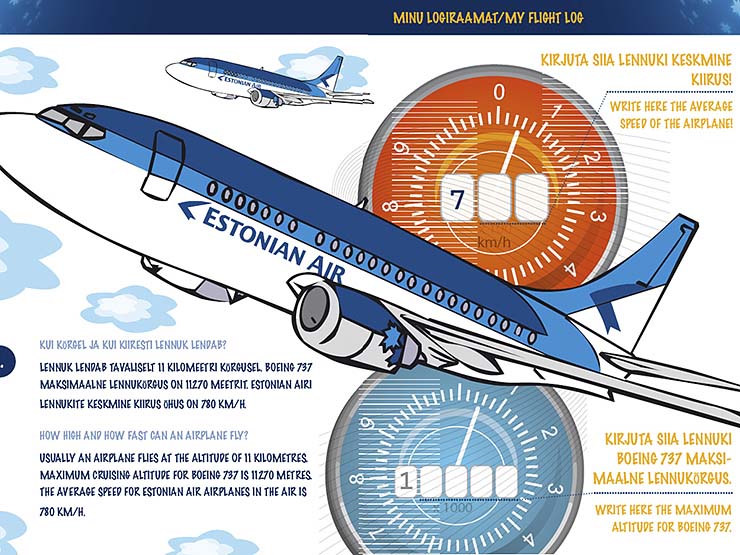 MINU LOGIRAAMAT/MY FLIGHT LOG
KIRJUTA SIIA LENNUKI KESKMINE
KIIRUS!
WRITE HERE THE AVERAGE
SPEED OF THE AIRPLANE!
ESTONIAN AIR
0
1
2
3
4
8
9
7
km/h
ESTONIAN AIR
KUI KÕRGEL JA KUI KIIRESTI LENNUK LENDAB?
LENNUK LENDAB TAVALISELT 11 KILOMEETRI KÕRGUSEL. BOEING 737
MAKSIMAALNE LENNUKÕRGUS ON 11270 MEETRIT. ESTONIAN AIRI
LENNUKITE KESKMINE KIIRUS ÕHUS ON 780 KM/H.
HOW HIGH AND HOW FAST CAN AN AIRPLANE FLY?
USUALLY AN AIRPLANE FLIES AT THE ALTITUDE OF 11 KILOMETRES.
MAXIMUM CRUISING ALTITUDE FOR BOEING 737 IS 11270 METRES.
THE AVERAGE SPEED FOR ESTONIAN AIR AIRPLANES IN THE AIR IS
780 KM/H.
2
3
4
8
9
1
x 1000
KIRJUTA SIIA LENNUKI
BOEING 737 MAKSI-
MAALNE LENNUKÕRGUS.
WRITE HERE THE MAXIMUM
ALTITUDE FOR BOEING 737.